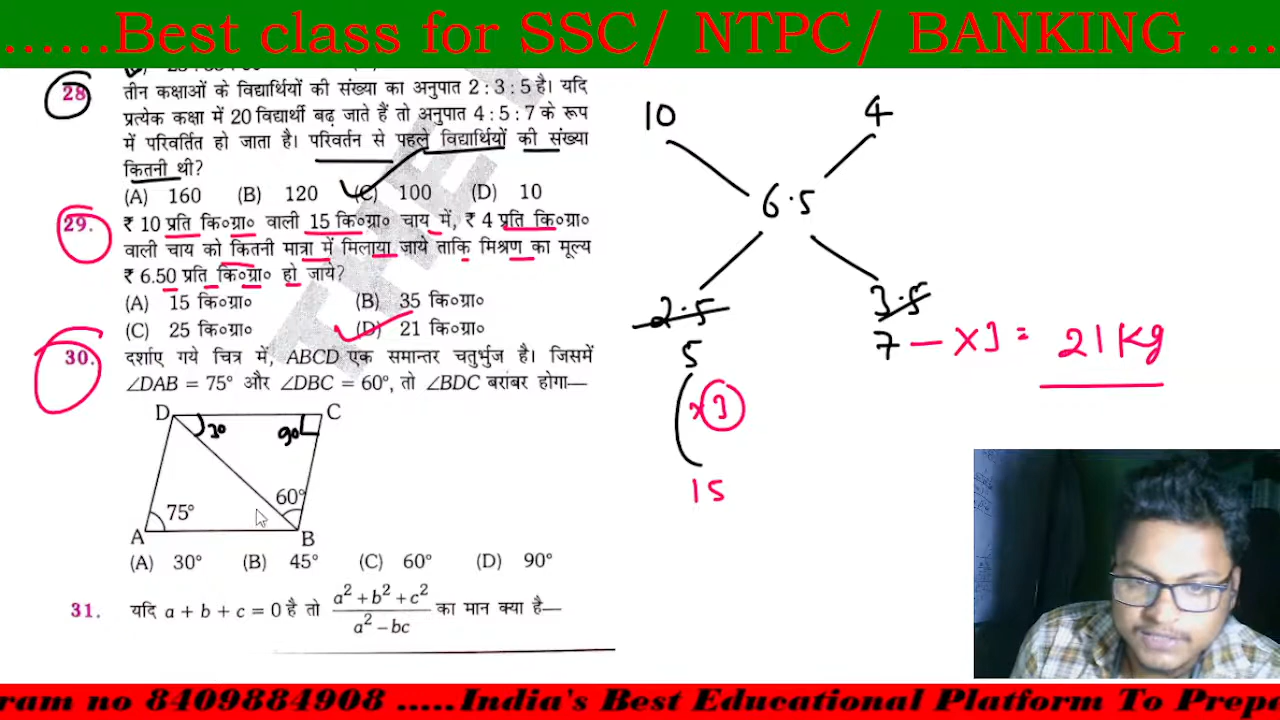 ......Best class for SSC/ NTPC/ BANKING ....
28
तीन कक्षाओं के विद्यार्थियों की संख्या का अनुपात 2 : 3 : 5 है। यदि
प्रत्येक कक्षा में 20 विद्यार्थी बढ़ जाते हैं तो अनुपात 4 : 5 : 7 के रूप
में परिवर्तित हो जाता है। परिवर्तन से पहले विद्यार्थियों की संख्या
कितनी थी?
(A) 160 (B) 120 (C) 100 (D) 10
29. ₹ 10 प्रति कि०ग्रा० वाली 15 कि०ग्रा० चाय में, ₹ 4 प्रति कि०ग्रा०
वाली चाय को कितनी मात्रा में मिलाया जाये ताकि मिश्रण का मूल्य
₹ 6.50 प्रति कि०ग्रा० हो जाये?
(A) 15 कि०ग्रा० (B) 35 कि०ग्रा०
(C) 25 कि०ग्रा० (D) 21 कि०ग्रा०
30. दर्शाए गये चित्र में, ABCD एक समान्तर चतुर्भुज है। जिसमें
∠DAB = 75° और ∠DBC = 60°, तो ∠BDC बरांबर होगा—
D C
30 90
60°
75°
A B
(A) 30° (B) 45° (C) 60° (D) 90°
31. यदि a + b + c = 0 है तो (a² + b² + c²)/(a² – bc) का मान क्या है—
10 4
6.5
2.5 3.5
5 7 — ×3 = 21 Kg
×3
15
ram no 8409884908 .....India's Best Educational Platform To Prepa